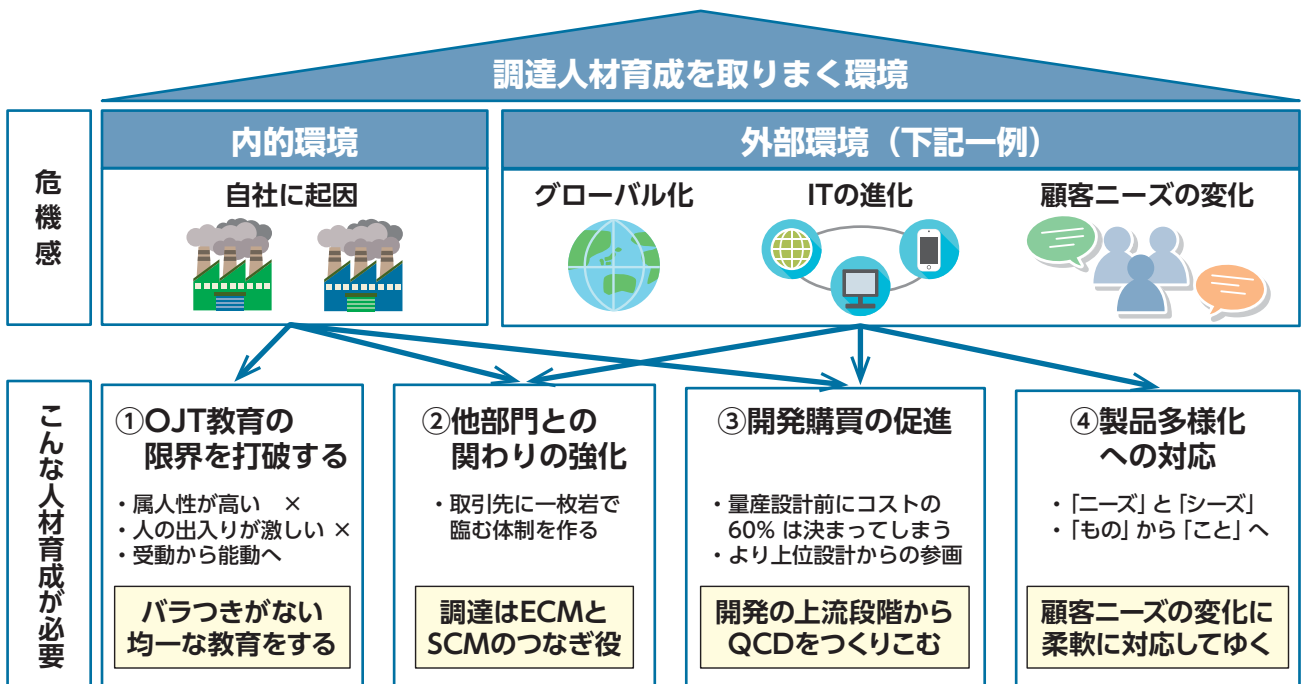 調達人材育成を取りまく環境
危機感
内的環境
自社に起因
外部環境（下記一例）
グローバル化
ITの進化
顧客ニーズの変化
こんな人材育成が必要
①OJT教育の
限界を打破する
・属人性が高い ×
・人の出入りが激しい ×
・受動から能動へ
バラつきがない
均一な教育をする
②他部門との
関わりの強化
・取引先に一枚岩で
臨む体制を作る
調達はECMと
SCMのつなぎ役
③開発購買の促進
・量産設計前にコストの
60% は決まってしまう
・より上位設計からの参画
開発の上流段階から
QCDをつくりこむ
④製品多様化
への対応
・「ニーズ」と「シーズ」
・「もの」から「こと」へ
顧客ニーズの変化に
柔軟に対応してゆく